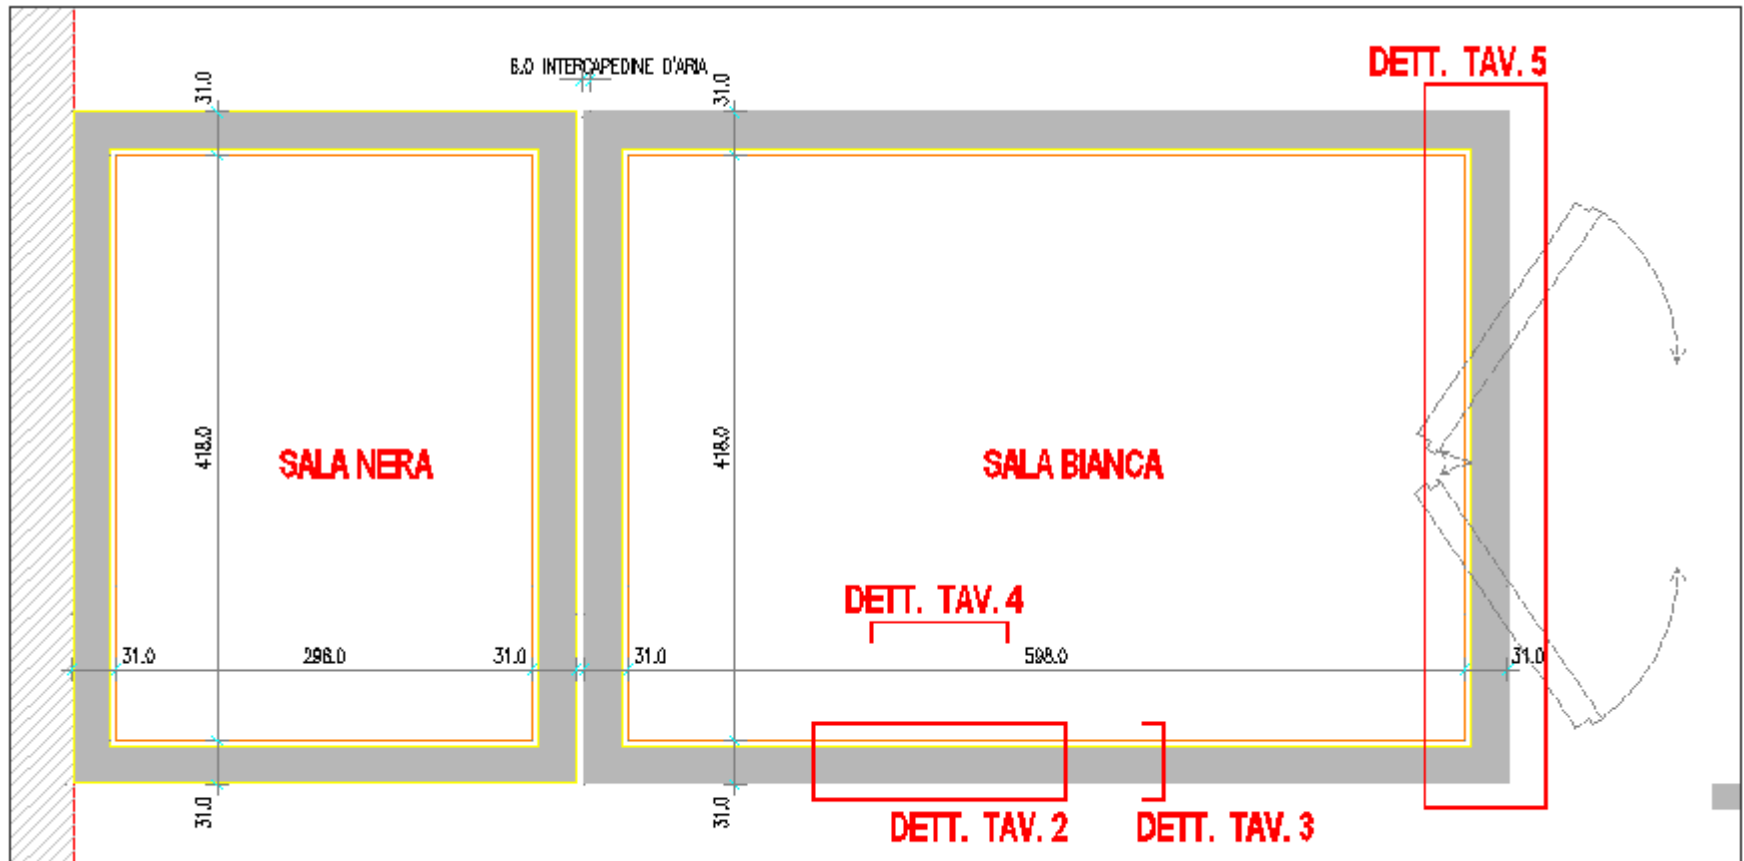 DETT. TAV. 5
6.0 INTERCAPEDINE D'ARIA
31.0
31.0
418.0
SALA NERA
418.0
SALA BIANCA
DETT. TAV. 4
31.0
296.0
31.0
31.0
598.0
31.0
31.0
31.0
DETT. TAV. 2
DETT. TAV. 3